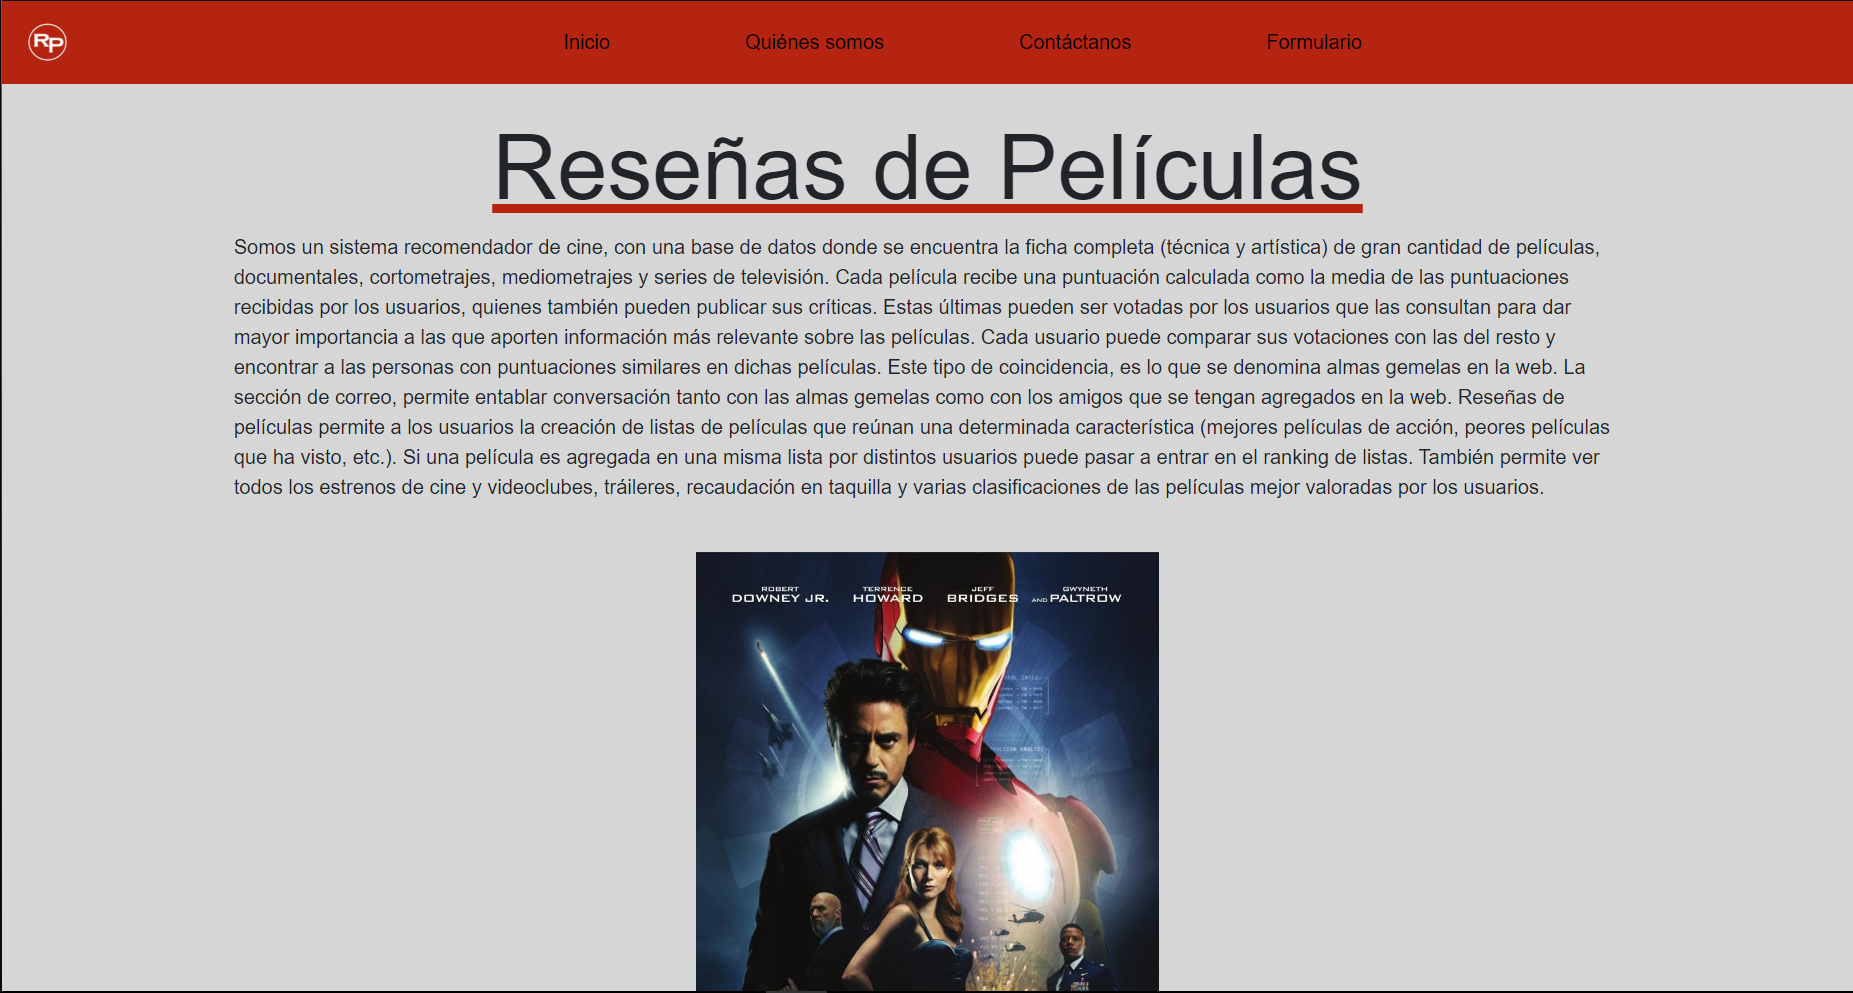 RP
Inicio Quiénes somos Contáctanos Formulario
Reseñas de Películas
Somos un sistema recomendador de cine, con una base de datos donde se encuentra la ficha completa (técnica y artística) de gran cantidad de películas,
documentales, cortometrajes, mediometrajes y series de televisión. Cada película recibe una puntuación calculada como la media de las puntuaciones
recibidas por los usuarios, quienes también pueden publicar sus críticas. Estas últimas pueden ser votadas por los usuarios que las consultan para dar
mayor importancia a las que aporten información más relevante sobre las películas. Cada usuario puede comparar sus votaciones con las del resto y
encontrar a las personas con puntuaciones similares en dichas películas. Este tipo de coincidencia, es lo que se denomina almas gemelas en la web. La
sección de correo, permite entablar conversación tanto con las almas gemelas como con los amigos que se tengan agregados en la web. Reseñas de
películas permite a los usuarios la creación de listas de películas que reúnan una determinada característica (mejores películas de acción, peores películas
que ha visto, etc.). Si una película es agregada en una misma lista por distintos usuarios puede pasar a entrar en el ranking de listas. También permite ver
todos los estrenos de cine y videoclubes, tráileres, recaudación en taquilla y varias clasificaciones de las películas mejor valoradas por los usuarios.
ROBERT DOWNEY JR. TERRENCE HOWARD JEFF BRIDGES AND GWYNETH PALTROW